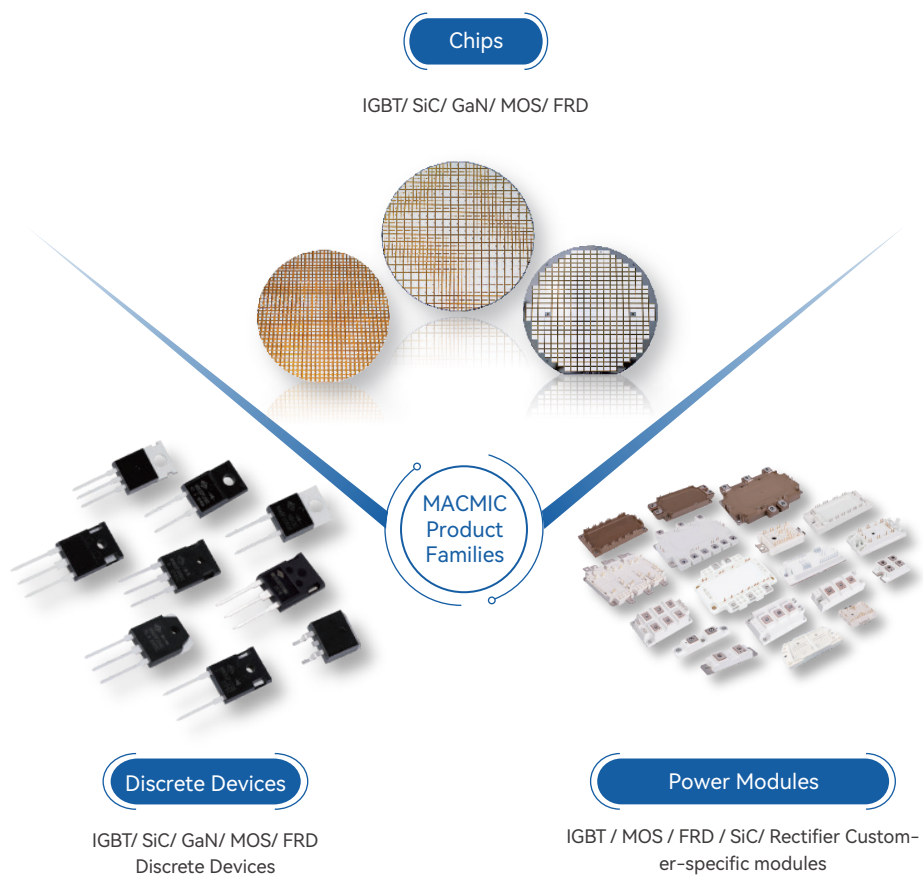 Chips
IGBT/ SiC/ GaN/ MOS/ FRD
MACMIC
Product
Families
Discrete Devices
IGBT/ SiC/ GaN/ MOS/ FRD
Discrete Devices
Power Modules
IGBT / MOS / FRD / SiC/ Rectifier Custom-
er-specific modules